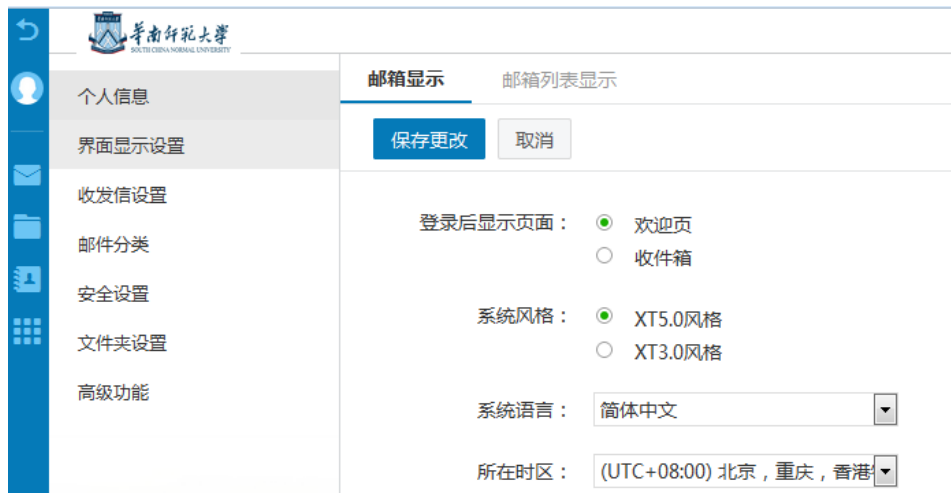 华南师范大学
SOUTH CHINA NORMAL UNIVERSITY
个人信息
界面显示设置
收发信设置
邮件分类
安全设置
文件夹设置
高级功能
邮箱显示 邮箱列表显示
保存更改 取消
登录后显示页面： 欢迎页
收件箱
系统风格： XT5.0风格
XT3.0风格
系统语言： 简体中文
所在时区： (UTC+08:00) 北京，重庆，香港